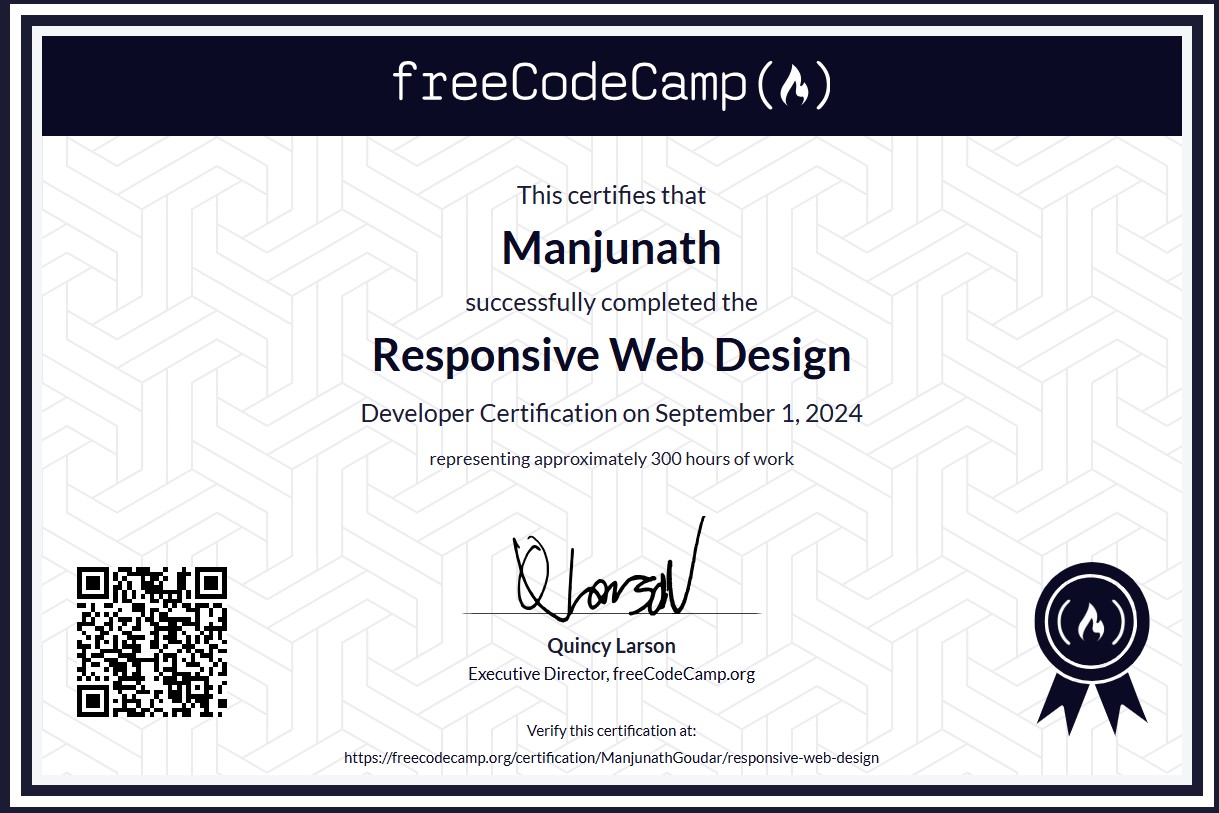 freeCodeCamp
This certifies that
Manjunath
successfully completed the
Responsive Web Design
Developer Certification on September 1, 2024
representing approximately 300 hours of work
Quincy Larson
Executive Director, freeCodeCamp.org
Verify this certification at:
https://freecodecamp.org/certification/ManjunathGoudar/responsive-web-design